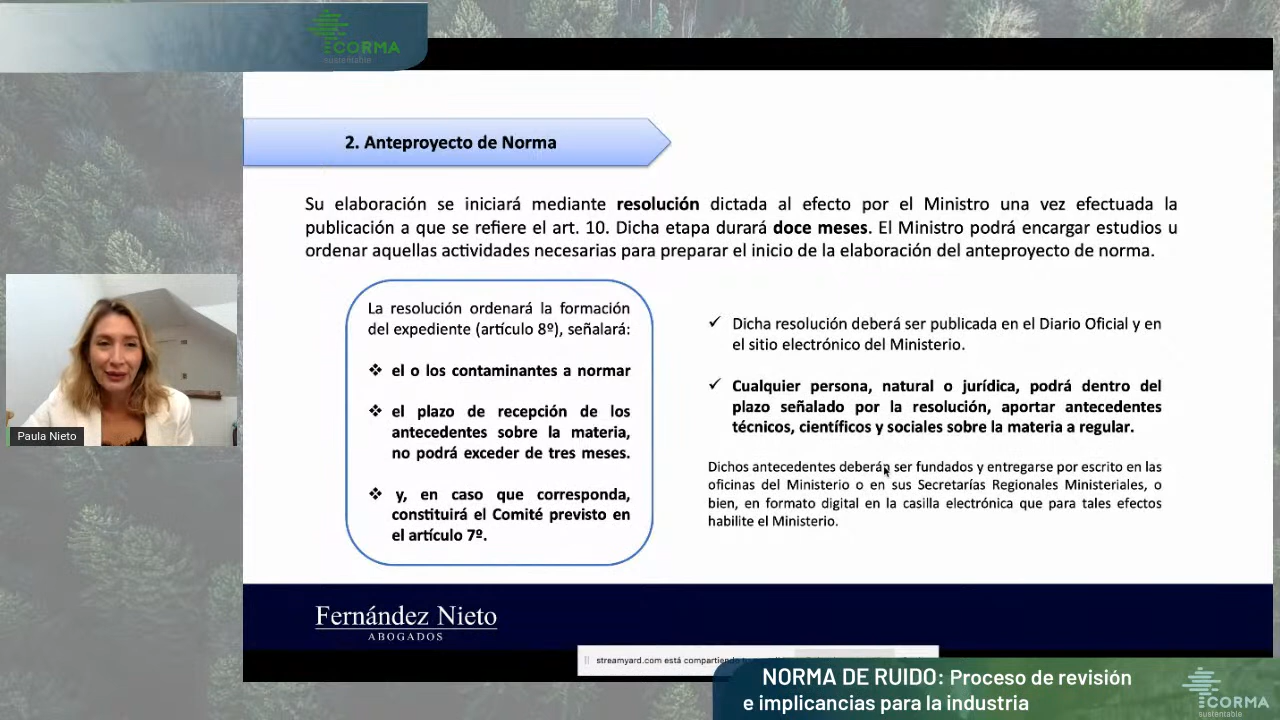 CORMA
sustentable
2. Anteproyecto de Norma
Su elaboración se iniciará mediante resolución dictada al efecto por el Ministro una vez efectuada la
publicación a que se refiere el art. 10. Dicha etapa durará doce meses. El Ministro podrá encargar estudios u
ordenar aquellas actividades necesarias para preparar el inicio de la elaboración del anteproyecto de norma.
La resolución ordenará la formación
del expediente (artículo 8º), señalará:
❖ el o los contaminantes a normar
❖ el plazo de recepción de los
antecedentes sobre la materia,
no podrá exceder de tres meses.
❖ y, en caso que corresponda,
constituirá el Comité previsto en
el artículo 7º.
✓ Dicha resolución deberá ser publicada en el Diario Oficial y en
el sitio electrónico del Ministerio.
✓ Cualquier persona, natural o jurídica, podrá dentro del
plazo señalado por la resolución, aportar antecedentes
técnicos, científicos y sociales sobre la materia a regular.
Dichos antecedentes deberán ser fundados y entregarse por escrito en las
oficinas del Ministerio o en sus Secretarías Regionales Ministeriales, o
bien, en formato digital en la casilla electrónica que para tales efectos
habilite el Ministerio.
Paula Nieto
Fernández Nieto
ABOGADOS
streamyard.com está compartiendo
NORMA DE RUIDO: Proceso de revisión
e implicancias para la industria
CORMA
sustentable